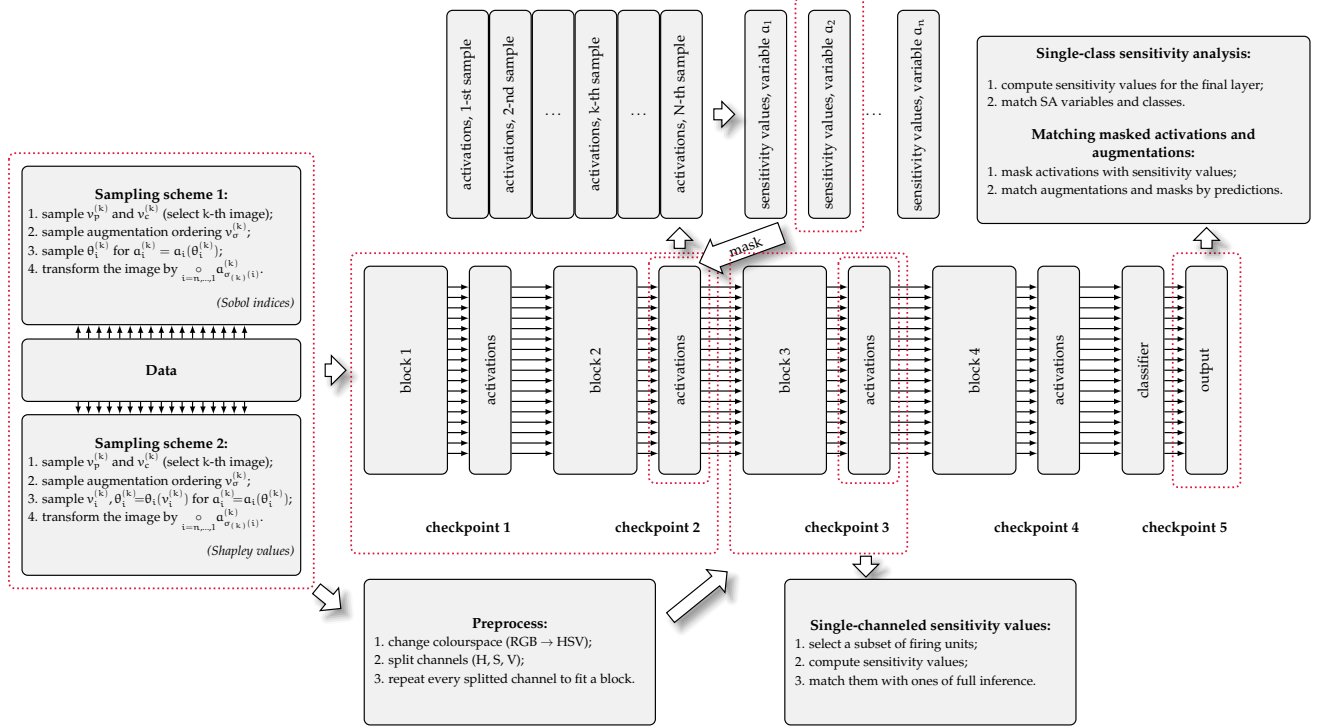 activations, 1-st sample
activations, 2-nd sample
...
activations, k-th sample
...
activations, N-th sample
sensitivity values, variable a₁
sensitivity values, variable a₂
...
sensitivity values, variable aₙ
Single-class sensitivity analysis:
1. compute sensitivity values for the final layer;
2. match SA variables and classes.
Matching masked activations and
augmentations:
1. mask activations with sensitivity values;
2. match augmentations and masks by predictions.
Sampling scheme 1:
1. sample ν_p^(k) and ν_c^(k) (select k-th image);
2. sample augmentation ordering ν_σ^(k);
3. sample θ_i^(k) for a_i^(k) = a_i(θ_i^(k));
4. transform the image by ∘_{i=n,...,1} a_{σ_(k)(i)}^(k).
(Sobol indices)
Data
Sampling scheme 2:
1. sample ν_p^(k) and ν_c^(k) (select k-th image);
2. sample augmentation ordering ν_σ^(k);
3. sample ν_i^(k), θ_i^(k)=θ_i(ν_i^(k)) for a_i^(k)=a_i(θ_i^(k));
4. transform the image by ∘_{i=n,...,1} a_{σ_(k)(i)}^(k).
(Shapley values)
mask
block 1
activations
block 2
activations
block 3
activations
block 4
activations
classifier
output
checkpoint 1
checkpoint 2
checkpoint 3
checkpoint 4
checkpoint 5
Preprocess:
1. change colourspace (RGB → HSV);
2. split channels (H, S, V);
3. repeat every splitted channel to fit a block.
Single-channeled sensitivity values:
1. select a subset of firing units;
2. compute sensitivity values;
3. match them with ones of full inference.